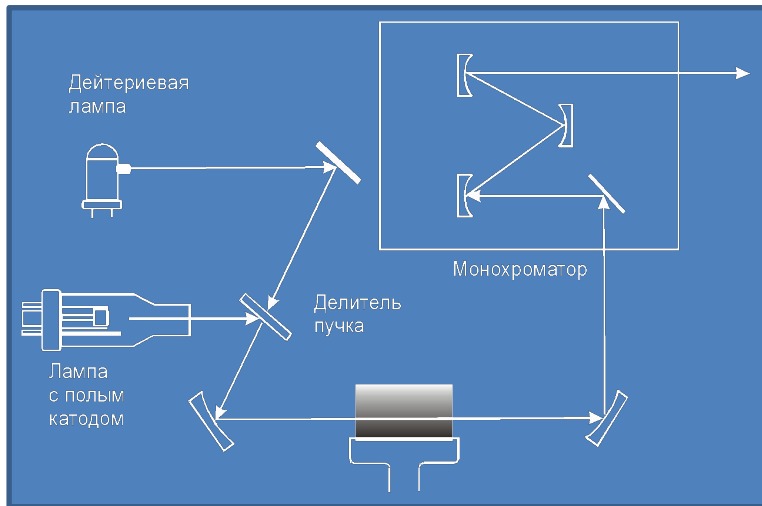 Дейтериевая
лампа
Монохроматор
Делитель
пучка
Лампа
с полым
катодом